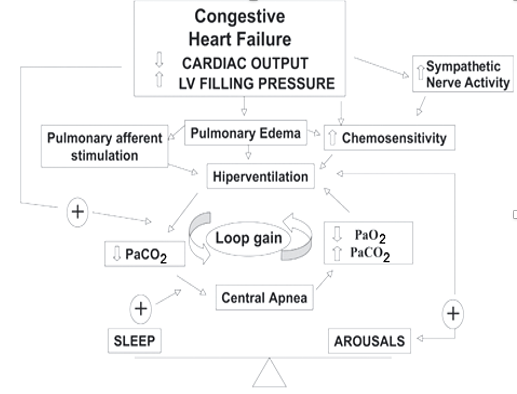 Congestive
Heart Failure
⇩ CARDIAC OUTPUT
⇧ LV FILLING PRESSURE
⇧ Sympathetic
Nerve Activity
Pulmonary afferent
stimulation
Pulmonary Edema
⇧ Chemosensitivity
Hiperventilation
+
Loop gain
⇩ PaO2
⇧ PaCO2
⇩ PaCO2
Central Apnea
+
+
SLEEP
AROUSALS